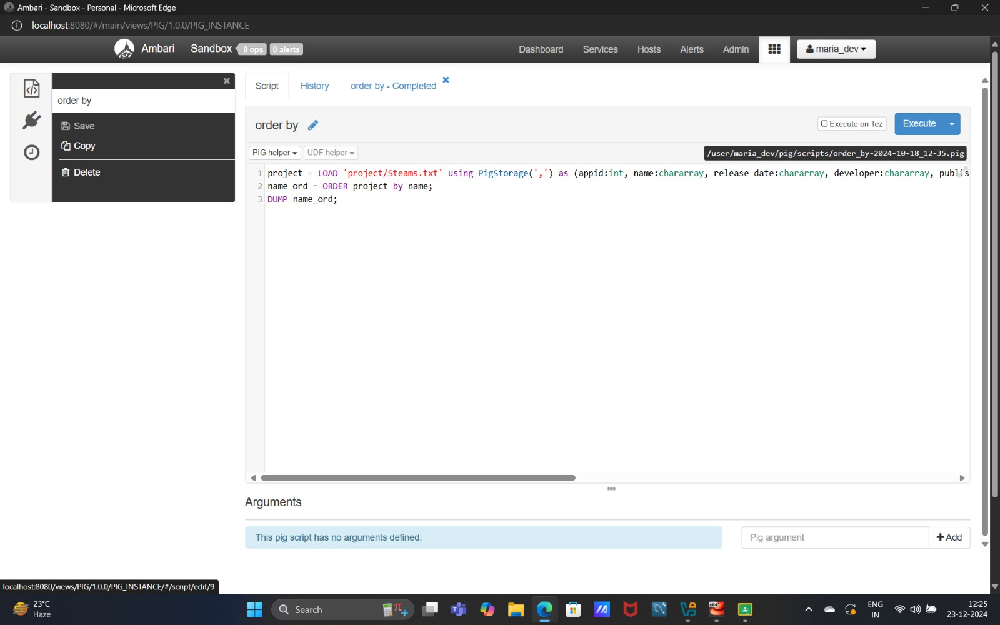 Ambari - Sandbox - Personal - Microsoft Edge
localhost:8080/#/main/views/PIG/1.0.0/PIG_INSTANCE
Ambari Sandbox 0 ops 0 alerts Dashboard Services Hosts Alerts Admin maria_dev
Script History order by - Completed
order by
Save
Copy
Delete
order by Execute on Tez Execute
PIG helper UDF helper /user/maria_dev/pig/scripts/order_by-2024-10-18_12-35.pig
1 project = LOAD 'project/Steams.txt' using PigStorage(',') as (appid:int, name:chararray, release_date:chararray, developer:chararray, publis
2 name_ord = ORDER project by name;
3 DUMP name_ord;
Arguments
This pig script has no arguments defined. Pig argument +Add
localhost:8080/views/PIG/1.0.0/PIG_INSTANCE/#/script/edit/9
23°C
Haze
Search
ENG
IN
12:25
23-12-2024